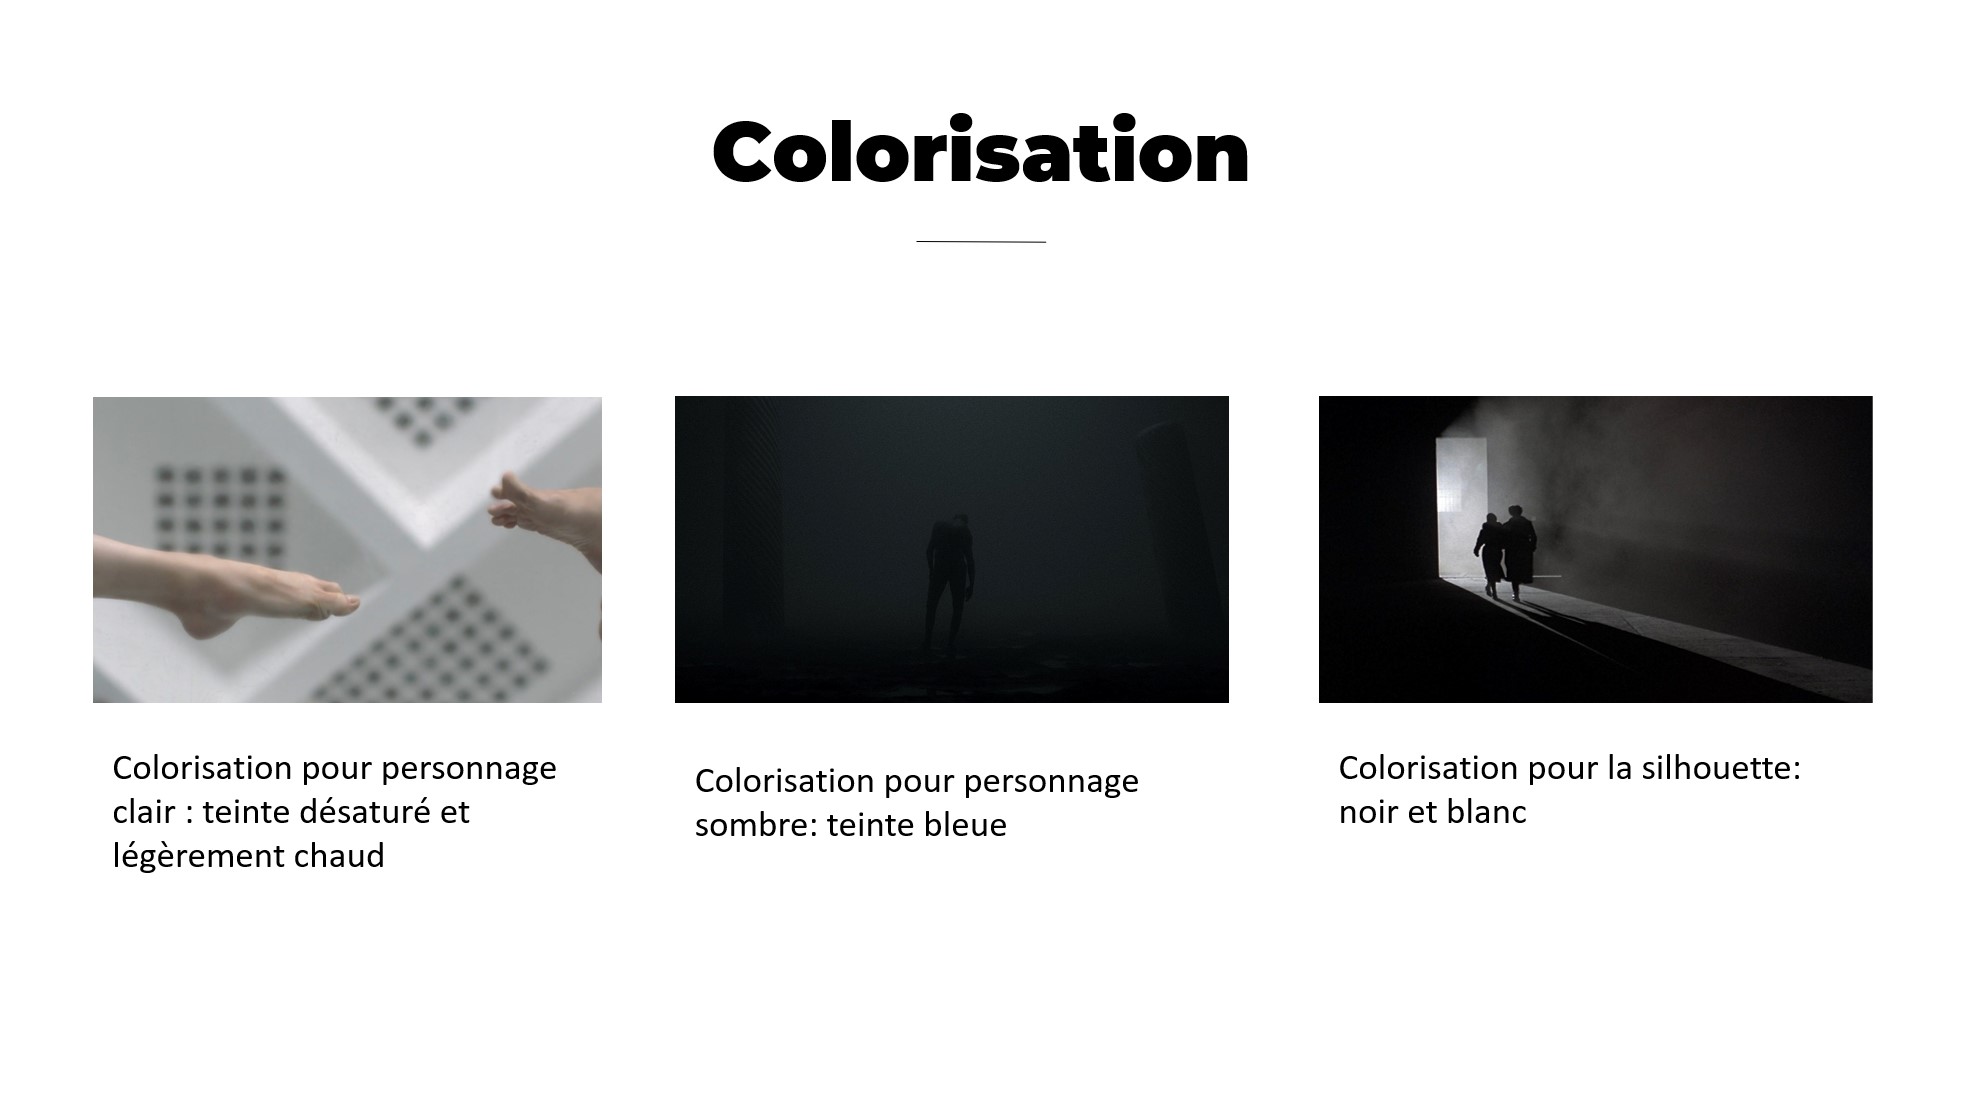 Colorisation
Colorisation pour personnage
clair : teinte désaturé et
légèrement chaud
Colorisation pour personnage
sombre: teinte bleue
Colorisation pour la silhouette:
noir et blanc